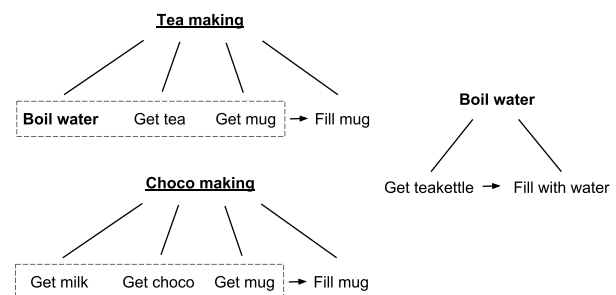 Tea making
Boil water Get tea Get mug Fill mug
Boil water
Get teakettle Fill with water
Choco making
Get milk Get choco Get mug Fill mug